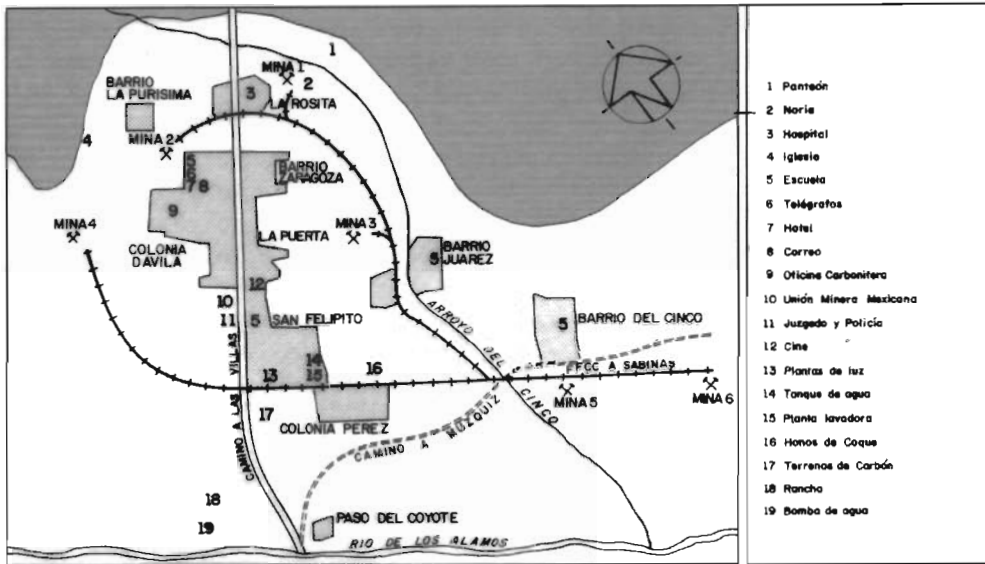 1
MINA 1
2
BARRIO
LA PURISIMA
3
LA ROSITA
4
MINA 2
5
6
7 8
BARRIO
ZARAGOZA
9
MINA 4
LA PUERTA
MINA 3
COLONIA
DAVILA
BARRIO
5
JUAREZ
12
10
11
5
SAN FELIPITO
ARROYO DEL CINCO
5
BARRIO DEL CINCO
14
15
13
16
FCC A SABINAS
MINA 5
MINA 6
CAMINO A LAS VILLAS
17
COLONIA PEREZ
CAMINO A MUZQUIZ
18
19
PASO DEL COYOTE
RIO DE LOS ALAMOS
1 Panteón
2 Noria
3 Hospital
4 Iglesia
5 Escuela
6 Telégrafos
7 Hotel
8 Correo
9 Oficina Carbonífera
10 Unión Minera Mexicana
11 Juzgado y Policía
12 Cine
13 Plantas de luz
14 Tanque de agua
15 Planta lavadora
16 Hornos de Coque
17 Terrenos de Carbón
18 Rancho
19 Bomba de agua